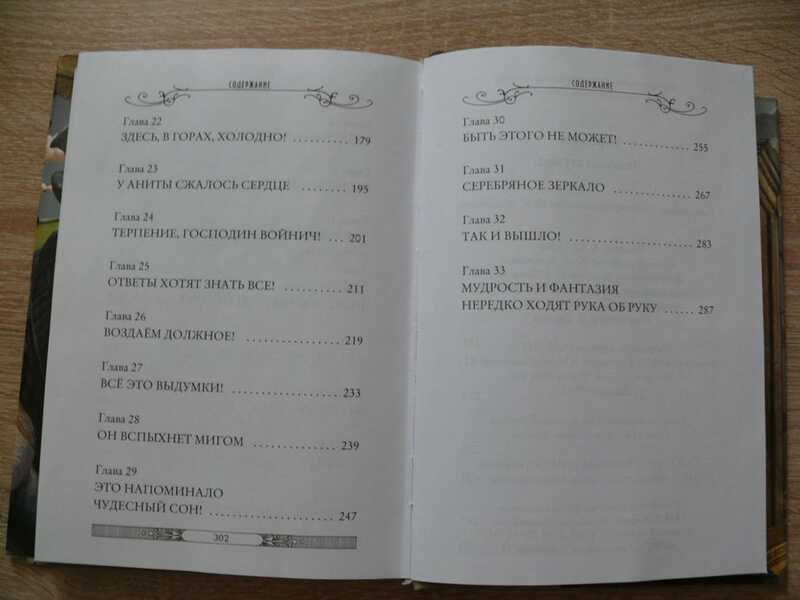 СОДЕРЖАНИЕ
Глава 22
ЗДЕСЬ, В ГОРАХ, ХОЛОДНО! .......... 179
Глава 23
У АНИТЫ СЖАЛОСЬ СЕРДЦЕ ......... 195
Глава 24
ТЕРПЕНИЕ, ГОСПОДИН ВОЙНИЧ! ... 201
Глава 25
ОТВЕТЫ ХОТЯТ ЗНАТЬ ВСЕ! ........... 211
Глава 26
ВОЗДАЁМ ДОЛЖНОЕ! ................ 219
Глава 27
ВСЁ ЭТО ВЫДУМКИ! .................. 233
Глава 28
ОН ВСПЫХНЕТ МИГОМ ............... 239
Глава 29
ЭТО НАПОМИНАЛО
ЧУДЕСНЫЙ СОН! ...................... 247
302
СОДЕРЖАНИЕ
Глава 30
БЫТЬ ЭТОГО НЕ МОЖЕТ! ............ 255
Глава 31
СЕРЕБРЯНОЕ ЗЕРКАЛО .............. 267
Глава 32
ТАК И ВЫШЛО! ...................... 283
Глава 33
МУДРОСТЬ И ФАНТАЗИЯ
НЕРЕДКО ХОДЯТ РУКА ОБ РУКУ ...... 287